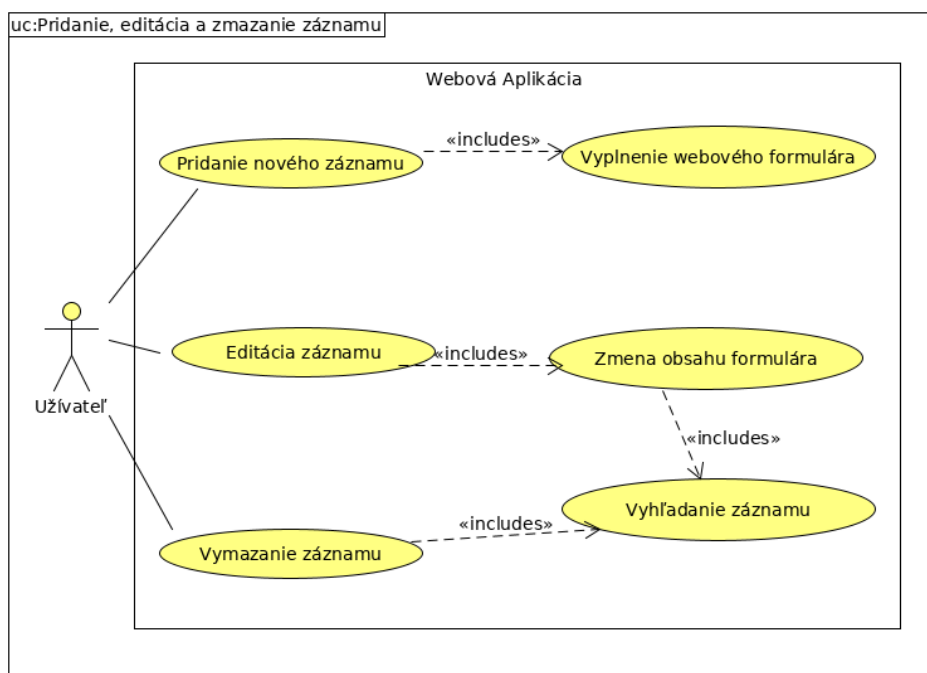 uc:Pridanie, editácia a zmazanie záznamu
Webová Aplikácia
Pridanie nového záznamu
«includes»
Vyplnenie webového formulára
Editácia záznamu
«includes»
Zmena obsahu formulára
Užívateľ
«includes»
Vyhľadanie záznamu
«includes»
Vymazanie záznamu